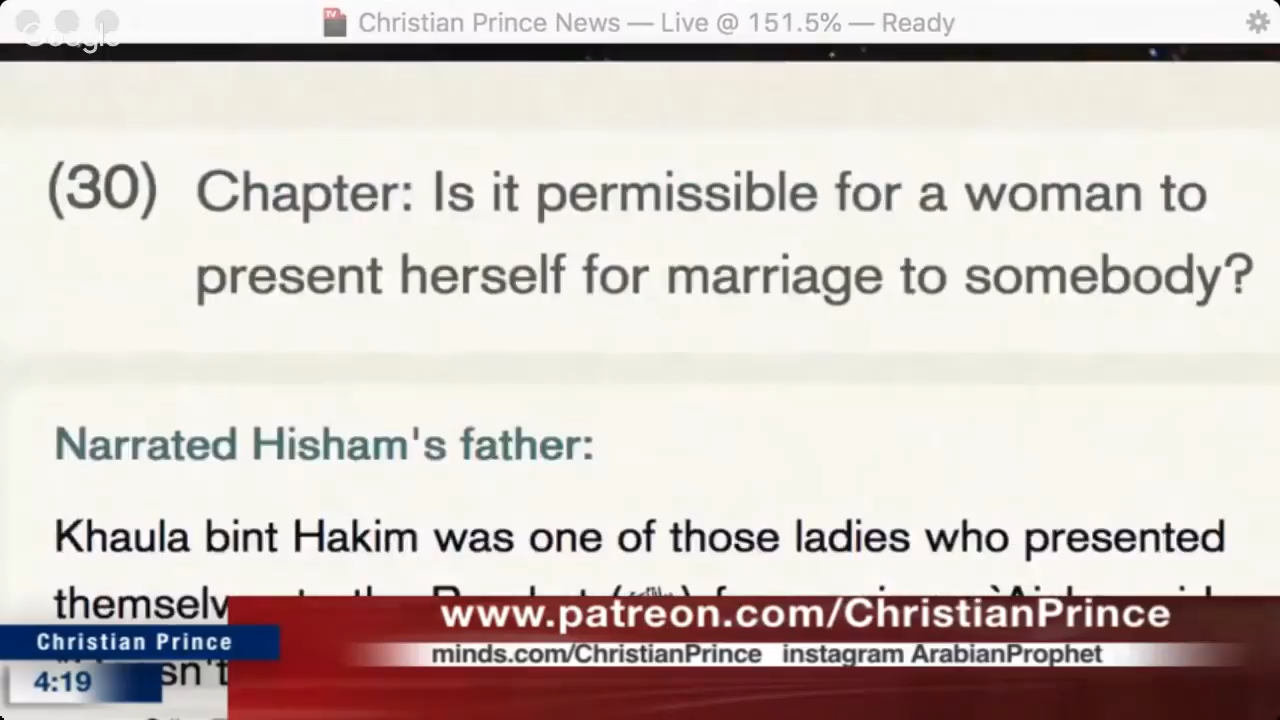 Christian Prince News — Live @ 151.5% — Ready
Google
(30) Chapter: Is it permissible for a woman to
present herself for marriage to somebody?
Narrated Hisham's father:
Khaula bint Hakim was one of those ladies who presented
www.patreon.com/ChristianPrince
Christian Prince
minds.com/ChristianPrince instagram ArabianProphet
4:19